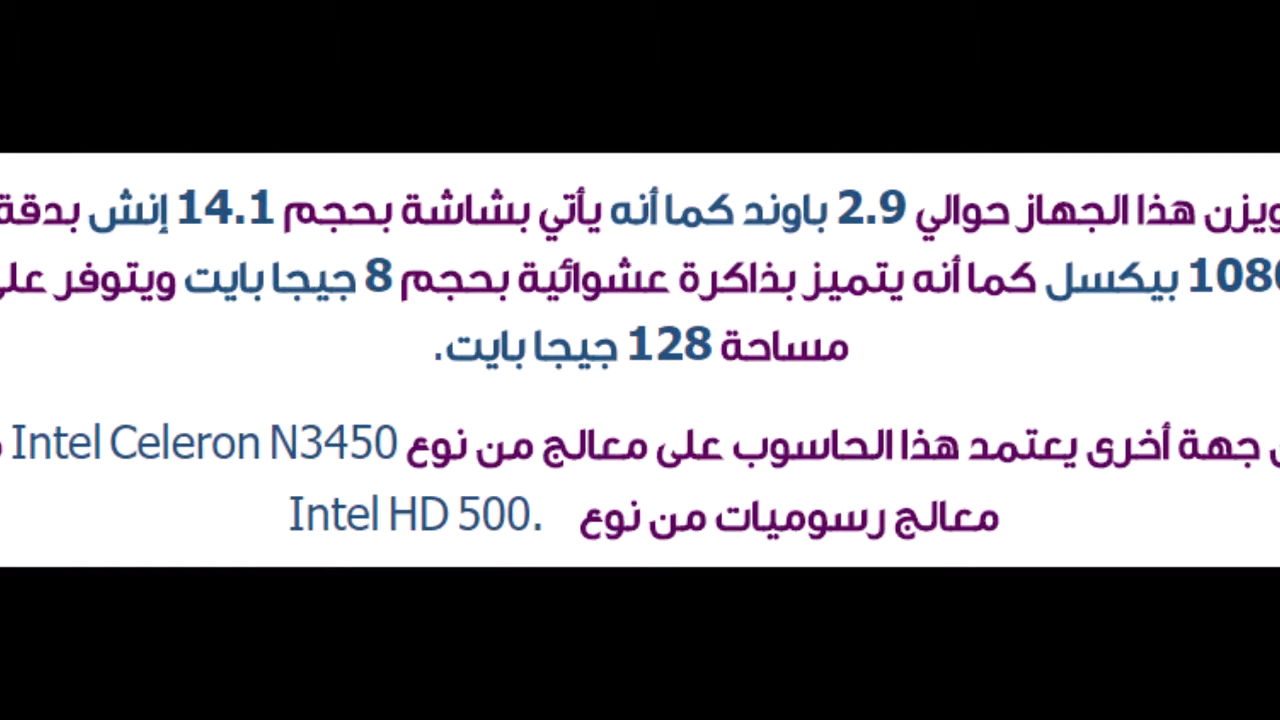 ويزن هذا الجهاز حوالي 2.9 باوند كما أنه يأتي بشاشة بحجم 14.1 إنش بدقة
1080 بيكسل كما أنه يتميز بذاكرة عشوائية بحجم 8 جيجا بايت ويتوفر على
مساحة 128 جيجا بايت.
جهة أخرى يعتمد هذا الحاسوب على معالج من نوع Intel Celeron N3450
معالج رسوميات من نوع Intel HD 500.